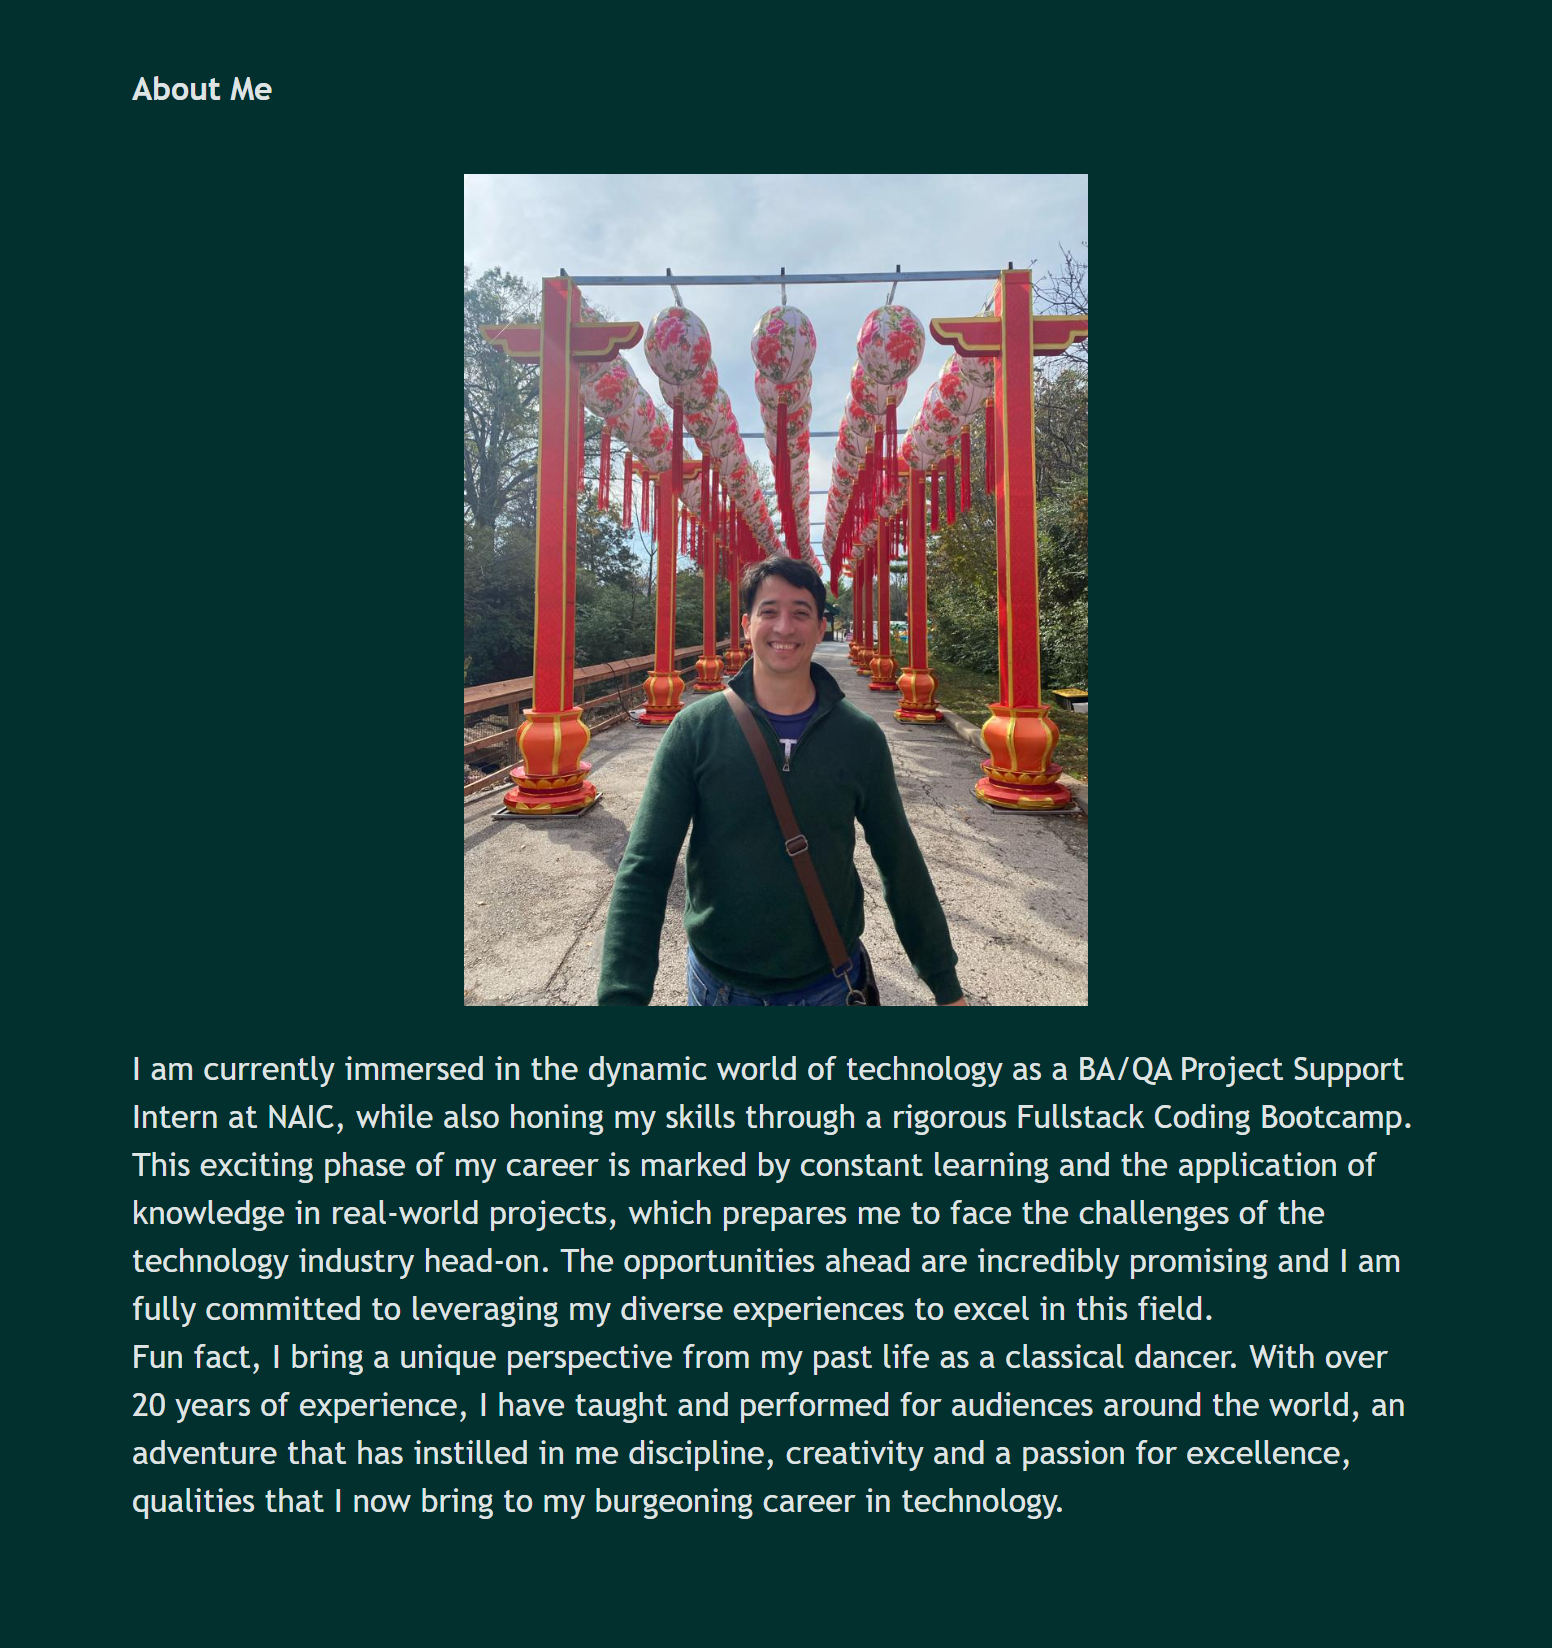 About Me
T
I am currently immersed in the dynamic world of technology as a BA/QA Project Support
Intern at NAIC, while also honing my skills through a rigorous Fullstack Coding Bootcamp.
This exciting phase of my career is marked by constant learning and the application of
knowledge in real-world projects, which prepares me to face the challenges of the
technology industry head-on. The opportunities ahead are incredibly promising and I am
fully committed to leveraging my diverse experiences to excel in this field.
Fun fact, I bring a unique perspective from my past life as a classical dancer. With over
20 years of experience, I have taught and performed for audiences around the world, an
adventure that has instilled in me discipline, creativity and a passion for excellence,
qualities that I now bring to my burgeoning career in technology.